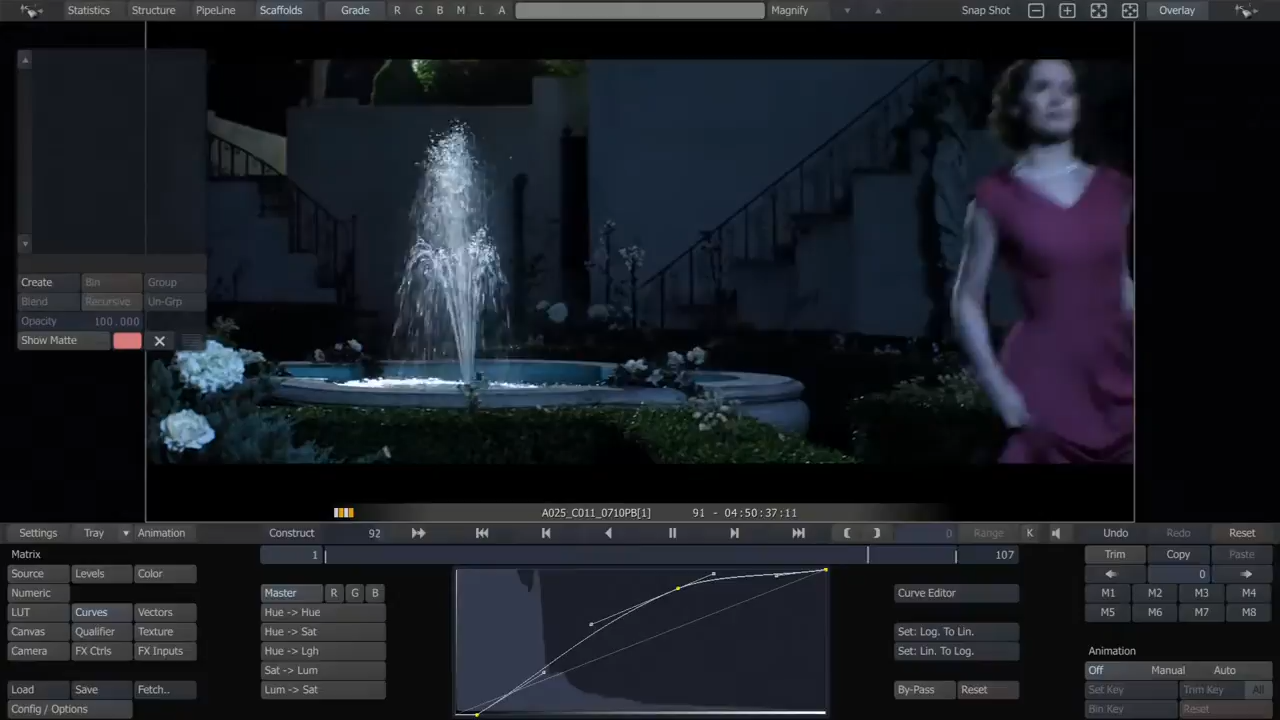 Statistics Structure PipeLine Scaffolds Grade R G B M L A Magnify Snap Shot Overlay
Create Bin Group
Blend Recursive Un-Grp
Opacity 100.000
Show Matte
A025_C011_0710PB[1] 91 - 04:50:37:11
Settings Tray Animation Construct 92 0 Range K Undo Redo Reset
Matrix 1 107 Trim Copy Paste
Source Levels Color 0
Numeric Master R G B Curve Editor M1 M2 M3 M4
LUT Curves Vectors Hue -> Hue M5 M6 M7 M8
Canvas Qualifier Texture Hue -> Sat Set: Log. To Lin.
Camera FX Ctrls FX Inputs Hue -> Lgh Set: Lin. To Log. Animation
Sat -> Lum Off Manual Auto
Load Save Fetch.. Lum -> Sat By-Pass Reset Set Key Trim Key All
Config / Options Bin Key Reset